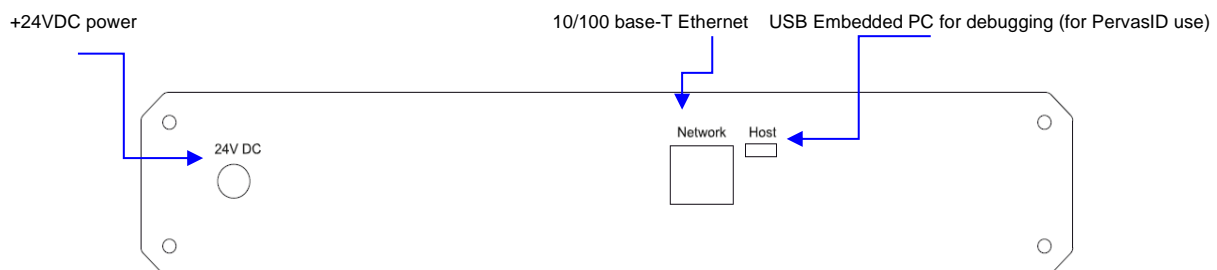 +24VDC power
10/100 base-T Ethernet
USB Embedded PC for debugging (for PervasID use)
24V DC
Network
Host